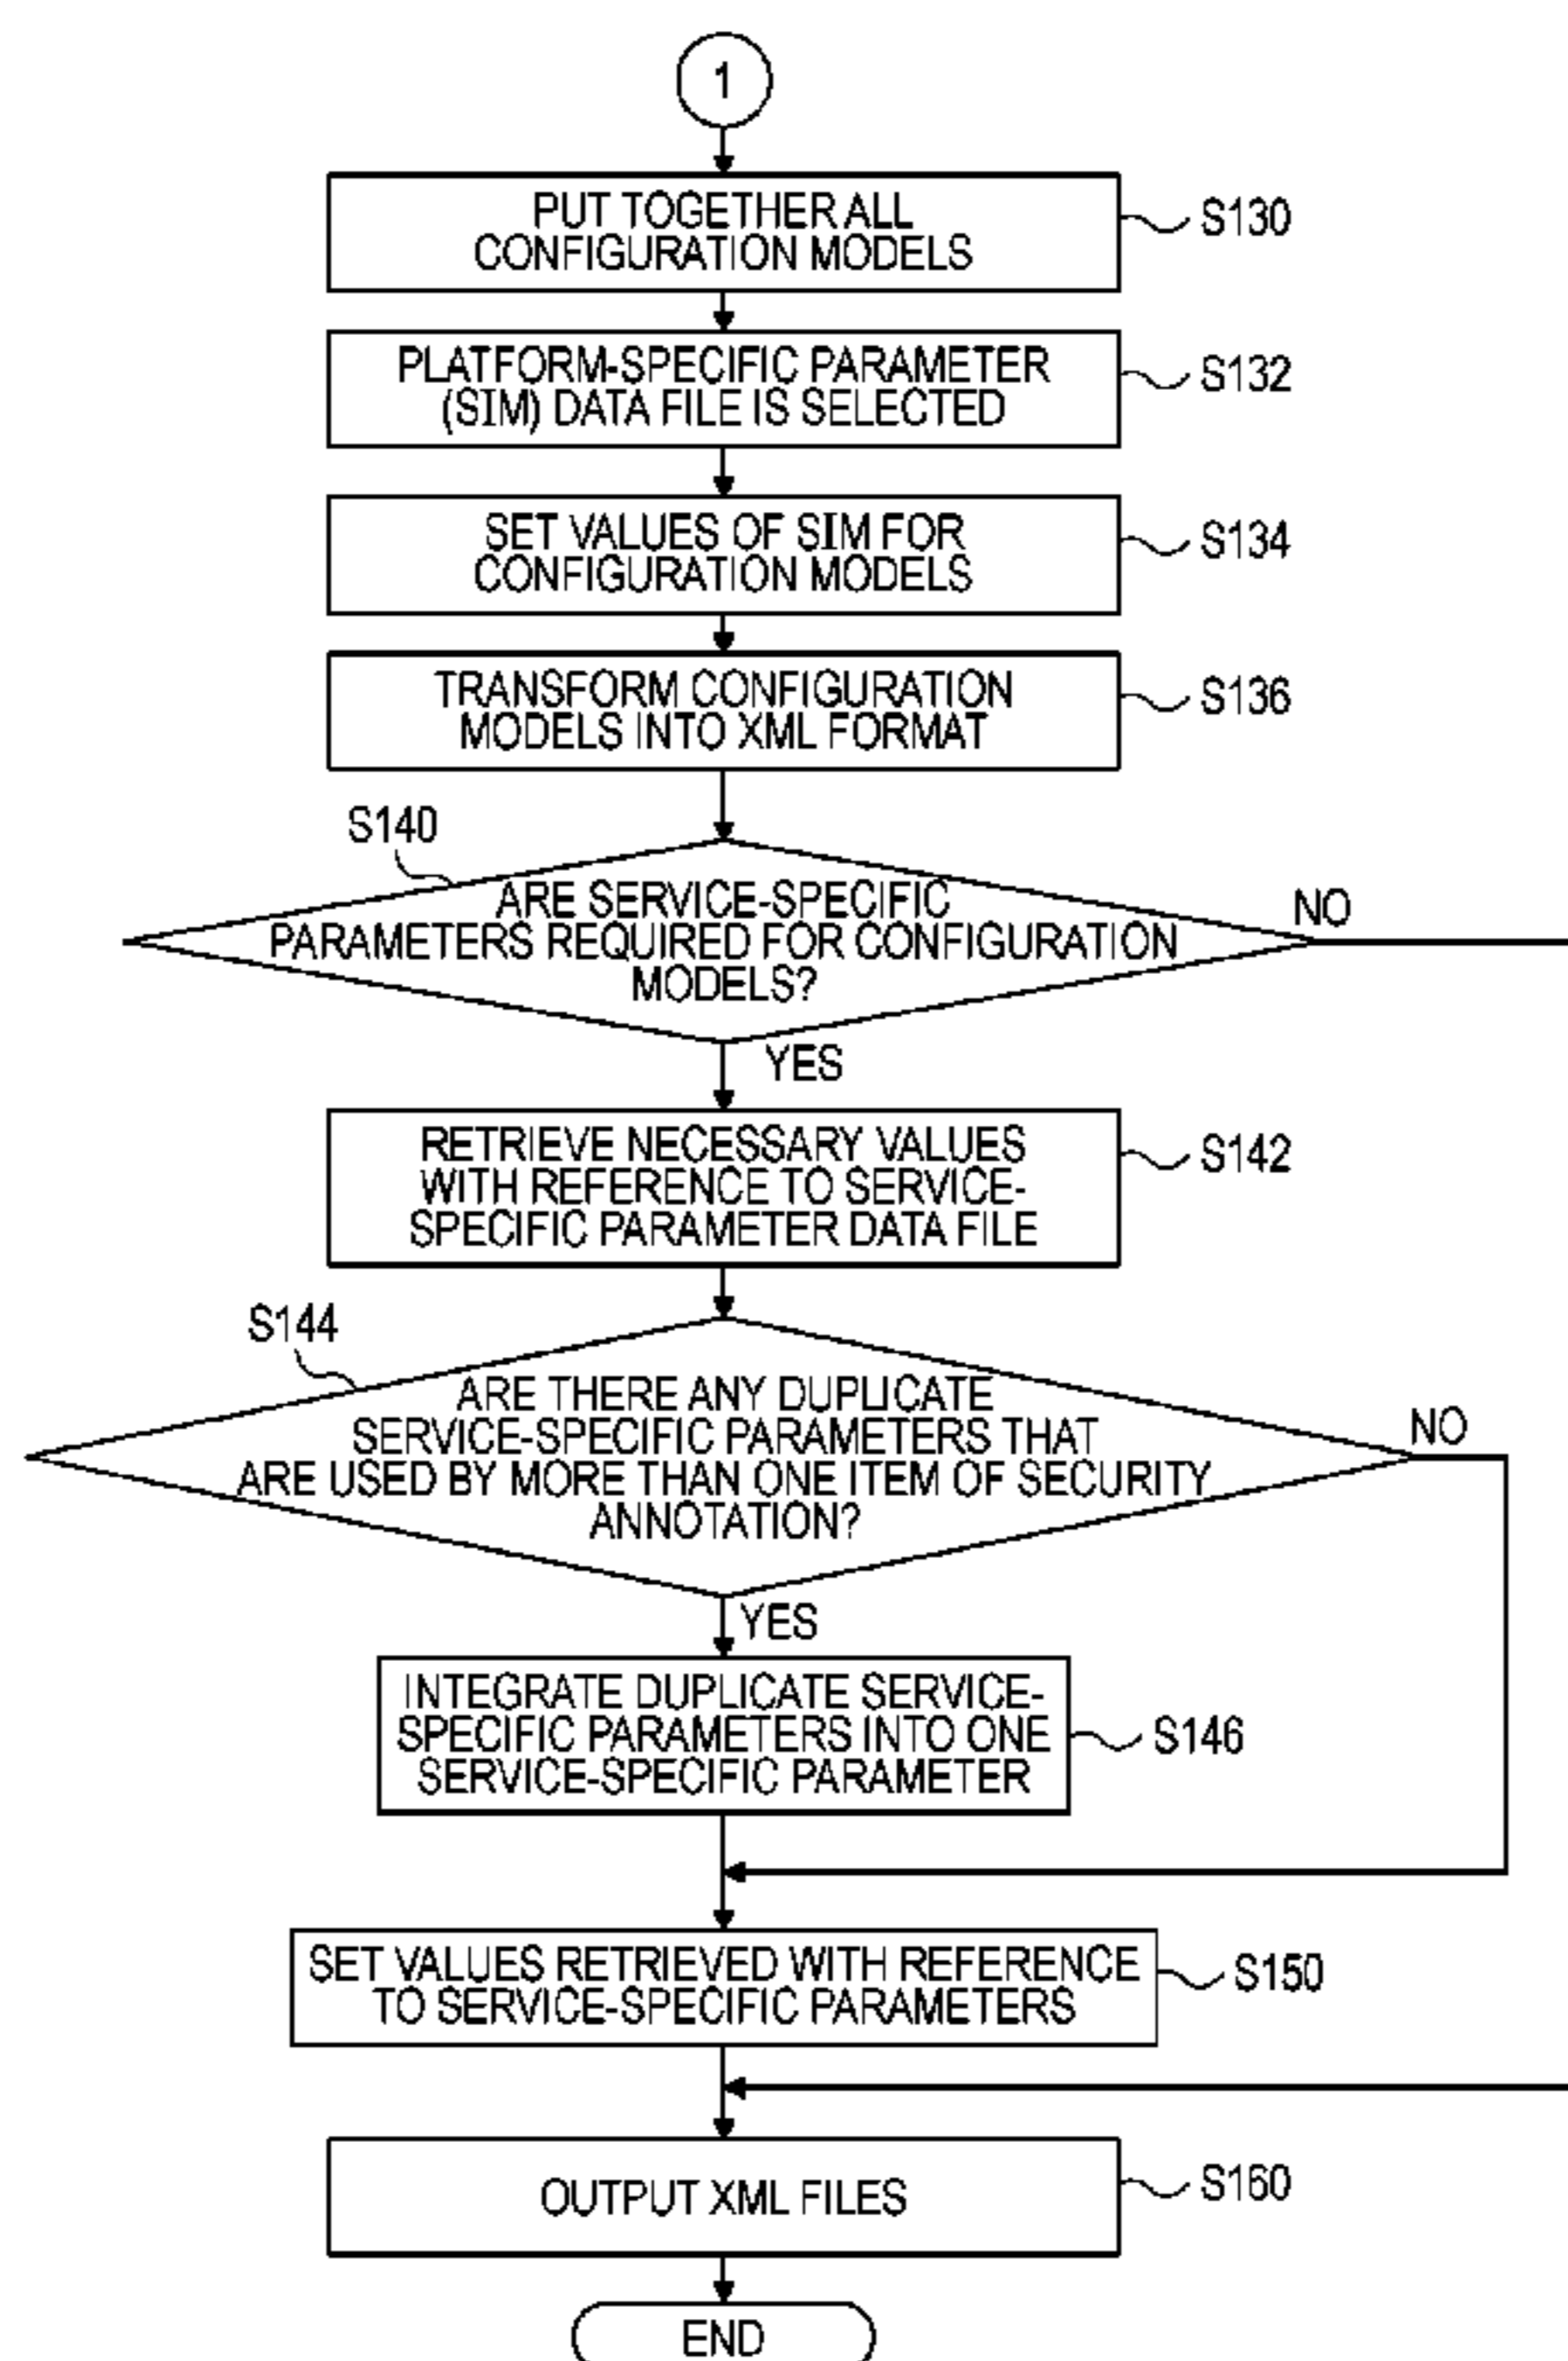 1
PUT TOGETHER ALL
CONFIGURATION MODELS
S130
PLATFORM-SPECIFIC PARAMETER
(SIM) DATA FILE IS SELECTED
S132
SET VALUES OF SIM FOR
CONFIGURATION MODELS
S134
TRANSFORM CONFIGURATION
MODELS INTO XML FORMAT
S136
S140
ARE SERVICE-SPECIFIC
PARAMETERS REQUIRED FOR CONFIGURATION
MODELS?
NO
YES
RETRIEVE NECESSARY VALUES
WITH REFERENCE TO SERVICE-
SPECIFIC PARAMETER DATA FILE
S142
S144
ARE THERE ANY DUPLICATE
SERVICE-SPECIFIC PARAMETERS THAT
ARE USED BY MORE THAN ONE ITEM OF SECURITY
ANNOTATION?
NO
YES
INTEGRATE DUPLICATE SERVICE-
SPECIFIC PARAMETERS INTO ONE
SERVICE-SPECIFIC PARAMETER
S146
SET VALUES RETRIEVED WITH REFERENCE
TO SERVICE-SPECIFIC PARAMETERS
S150
OUTPUT XML FILES
S160
END